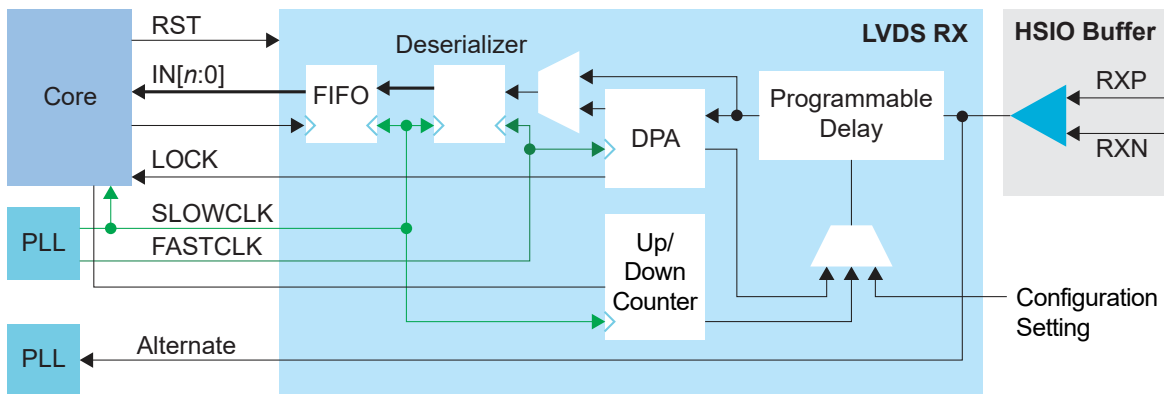 Core
RST
IN[n:0]
LOCK
PLL
SLOWCLK
FASTCLK
PLL
Alternate
LVDS RX
Deserializer
FIFO
DPA
Programmable
Delay
Up/
Down
Counter
HSIO Buffer
RXP
RXN
Configuration
Setting